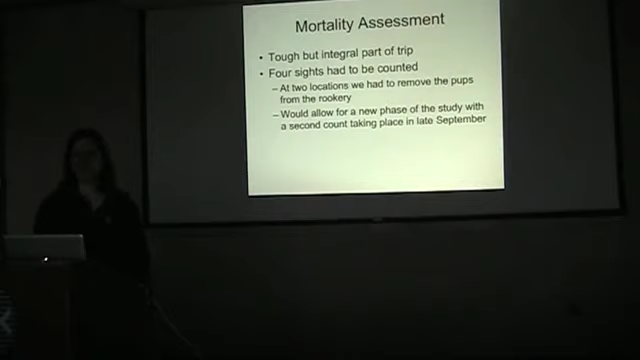 Mortality Assessment
• Tough but integral part of trip
• Four sights had to be counted
– At two locations we had to remove the pups
from the rookery
– Would allow for a new phase of the study with
a second count taking place in late September